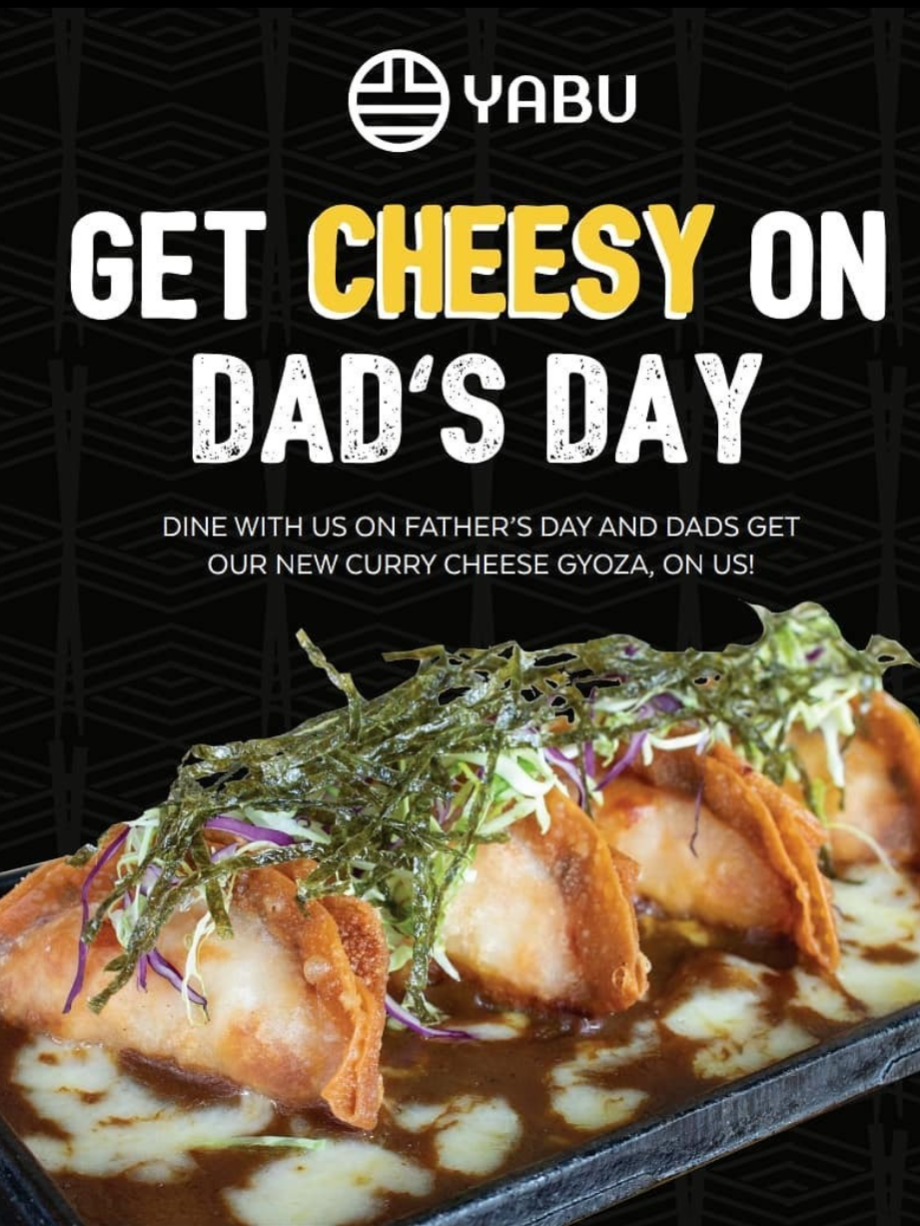 YABU
GET CHEESY ON
DAD'S DAY
DINE WITH US ON FATHER'S DAY AND DADS GET
OUR NEW CURRY CHEESE GYOZA, ON US!